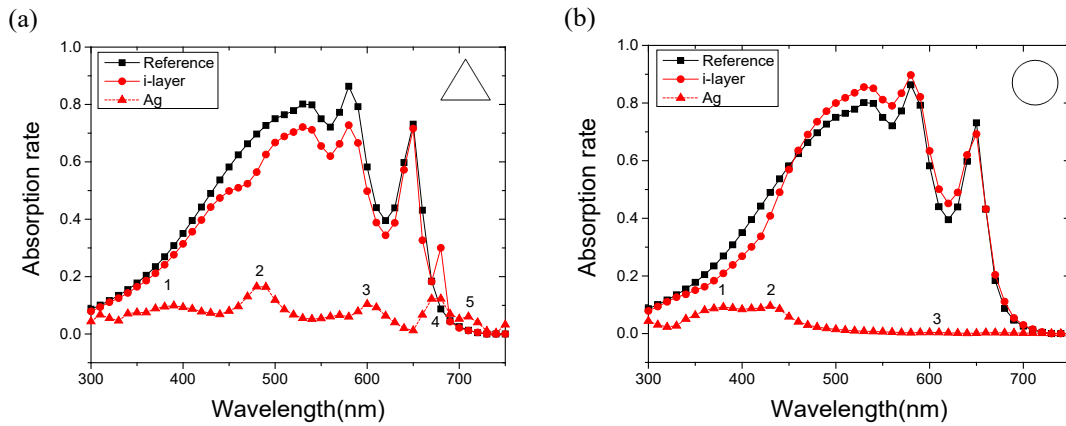 (a)
Absorption rate
1.0
0.8
0.6
0.4
0.2
0.0
Reference
i-layer
Ag
1
2
3
4
5
300
400
500
600
700
Wavelength(nm)
(b)
Absorption rate
1.0
0.8
0.6
0.4
0.2
0.0
Reference
i-layer
Ag
1
2
3
300
400
500
600
700
Wavelength(nm)